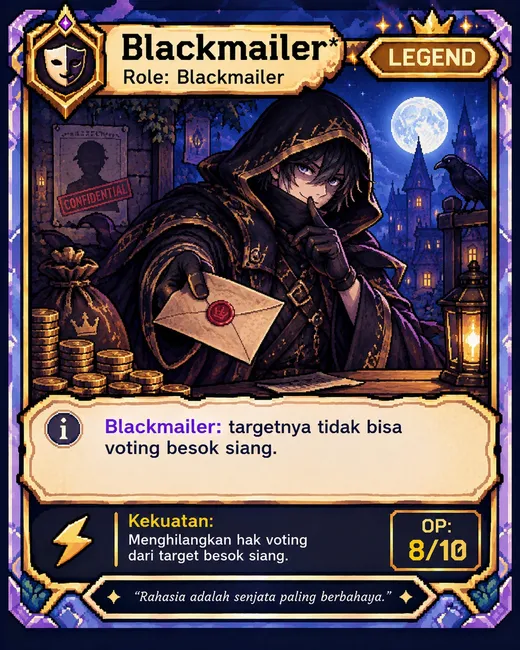 Blackmailer*
Role: Blackmailer
LEGEND
CONFIDENTIAL
Blackmailer: targetnya tidak bisa
voting besok siang.
Kekuatan:
Menghilangkan hak voting
dari target besok siang.
OP:
8/10
"Rahasia adalah senjata paling berbahaya."